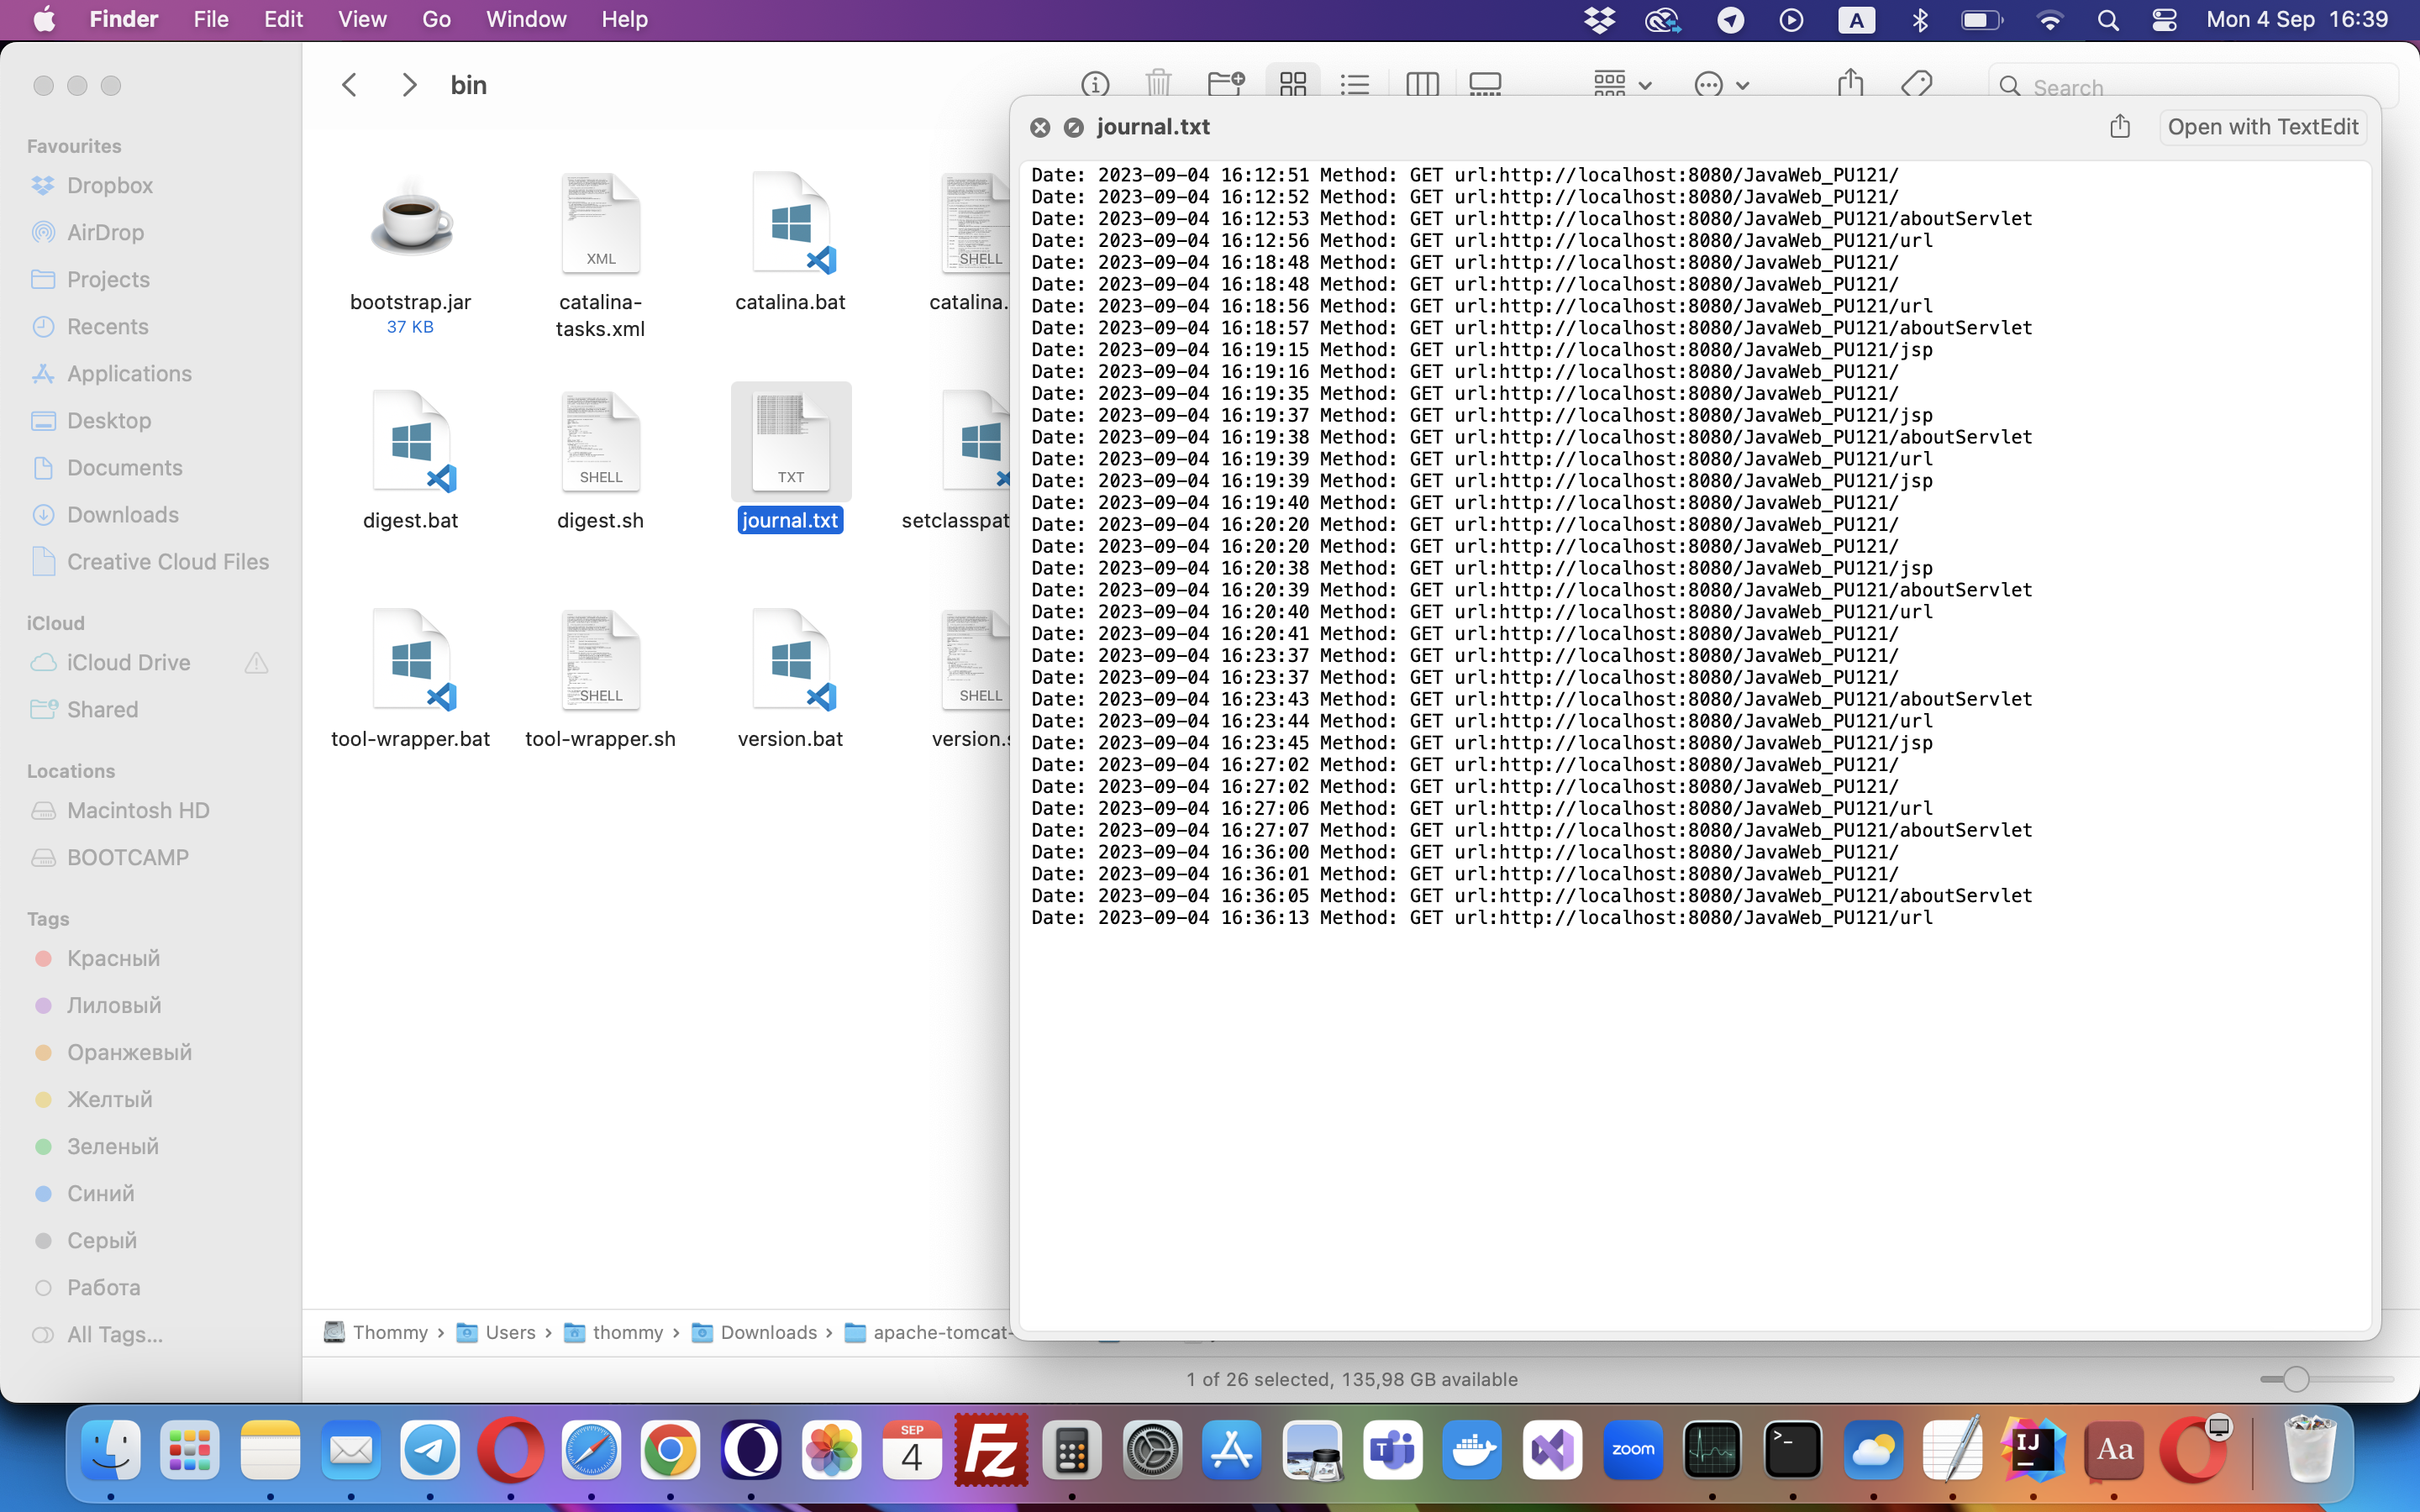 Finder File Edit View Go Window Help A Mon 4 Sep 16:39
bin
Search
Favourites
Dropbox
AirDrop
Projects
Recents
Applications
Desktop
Documents
Downloads
Creative Cloud Files
iCloud
iCloud Drive
Shared
Locations
Macintosh HD
BOOTCAMP
Tags
Красный
Лиловый
Оранжевый
Желтый
Зеленый
Синий
Серый
Работа
All Tags...
XML
SHELL
bootstrap.jar
37 KB
catalina-
tasks.xml
catalina.bat
catalina.
SHELL
TXT
digest.bat
digest.sh
journal.txt
setclasspat
SHELL
SHELL
tool-wrapper.bat
tool-wrapper.sh
version.bat
version.s
journal.txt
Open with TextEdit
Date: 2023-09-04 16:12:51 Method: GET url:http://localhost:8080/JavaWeb_PU121/
Date: 2023-09-04 16:12:52 Method: GET url:http://localhost:8080/JavaWeb_PU121/
Date: 2023-09-04 16:12:53 Method: GET url:http://localhost:8080/JavaWeb_PU121/aboutServlet
Date: 2023-09-04 16:12:56 Method: GET url:http://localhost:8080/JavaWeb_PU121/url
Date: 2023-09-04 16:18:48 Method: GET url:http://localhost:8080/JavaWeb_PU121/
Date: 2023-09-04 16:18:48 Method: GET url:http://localhost:8080/JavaWeb_PU121/
Date: 2023-09-04 16:18:56 Method: GET url:http://localhost:8080/JavaWeb_PU121/url
Date: 2023-09-04 16:18:57 Method: GET url:http://localhost:8080/JavaWeb_PU121/aboutServlet
Date: 2023-09-04 16:19:15 Method: GET url:http://localhost:8080/JavaWeb_PU121/jsp
Date: 2023-09-04 16:19:16 Method: GET url:http://localhost:8080/JavaWeb_PU121/
Date: 2023-09-04 16:19:35 Method: GET url:http://localhost:8080/JavaWeb_PU121/
Date: 2023-09-04 16:19:37 Method: GET url:http://localhost:8080/JavaWeb_PU121/jsp
Date: 2023-09-04 16:19:38 Method: GET url:http://localhost:8080/JavaWeb_PU121/aboutServlet
Date: 2023-09-04 16:19:39 Method: GET url:http://localhost:8080/JavaWeb_PU121/url
Date: 2023-09-04 16:19:39 Method: GET url:http://localhost:8080/JavaWeb_PU121/jsp
Date: 2023-09-04 16:19:40 Method: GET url:http://localhost:8080/JavaWeb_PU121/
Date: 2023-09-04 16:20:20 Method: GET url:http://localhost:8080/JavaWeb_PU121/
Date: 2023-09-04 16:20:20 Method: GET url:http://localhost:8080/JavaWeb_PU121/
Date: 2023-09-04 16:20:38 Method: GET url:http://localhost:8080/JavaWeb_PU121/jsp
Date: 2023-09-04 16:20:39 Method: GET url:http://localhost:8080/JavaWeb_PU121/aboutServlet
Date: 2023-09-04 16:20:40 Method: GET url:http://localhost:8080/JavaWeb_PU121/url
Date: 2023-09-04 16:20:41 Method: GET url:http://localhost:8080/JavaWeb_PU121/
Date: 2023-09-04 16:23:37 Method: GET url:http://localhost:8080/JavaWeb_PU121/
Date: 2023-09-04 16:23:37 Method: GET url:http://localhost:8080/JavaWeb_PU121/
Date: 2023-09-04 16:23:43 Method: GET url:http://localhost:8080/JavaWeb_PU121/aboutServlet
Date: 2023-09-04 16:23:44 Method: GET url:http://localhost:8080/JavaWeb_PU121/url
Date: 2023-09-04 16:23:45 Method: GET url:http://localhost:8080/JavaWeb_PU121/jsp
Date: 2023-09-04 16:27:02 Method: GET url:http://localhost:8080/JavaWeb_PU121/
Date: 2023-09-04 16:27:02 Method: GET url:http://localhost:8080/JavaWeb_PU121/
Date: 2023-09-04 16:27:06 Method: GET url:http://localhost:8080/JavaWeb_PU121/url
Date: 2023-09-04 16:27:07 Method: GET url:http://localhost:8080/JavaWeb_PU121/aboutServlet
Date: 2023-09-04 16:36:00 Method: GET url:http://localhost:8080/JavaWeb_PU121/
Date: 2023-09-04 16:36:01 Method: GET url:http://localhost:8080/JavaWeb_PU121/
Date: 2023-09-04 16:36:05 Method: GET url:http://localhost:8080/JavaWeb_PU121/aboutServlet
Date: 2023-09-04 16:36:13 Method: GET url:http://localhost:8080/JavaWeb_PU121/url
Thommy › Users › thommy › Downloads › apache-tomcat-
1 of 26 selected, 135,98 GB available
SEP
4
Fz
T
zoom
>_
IJ
Aa